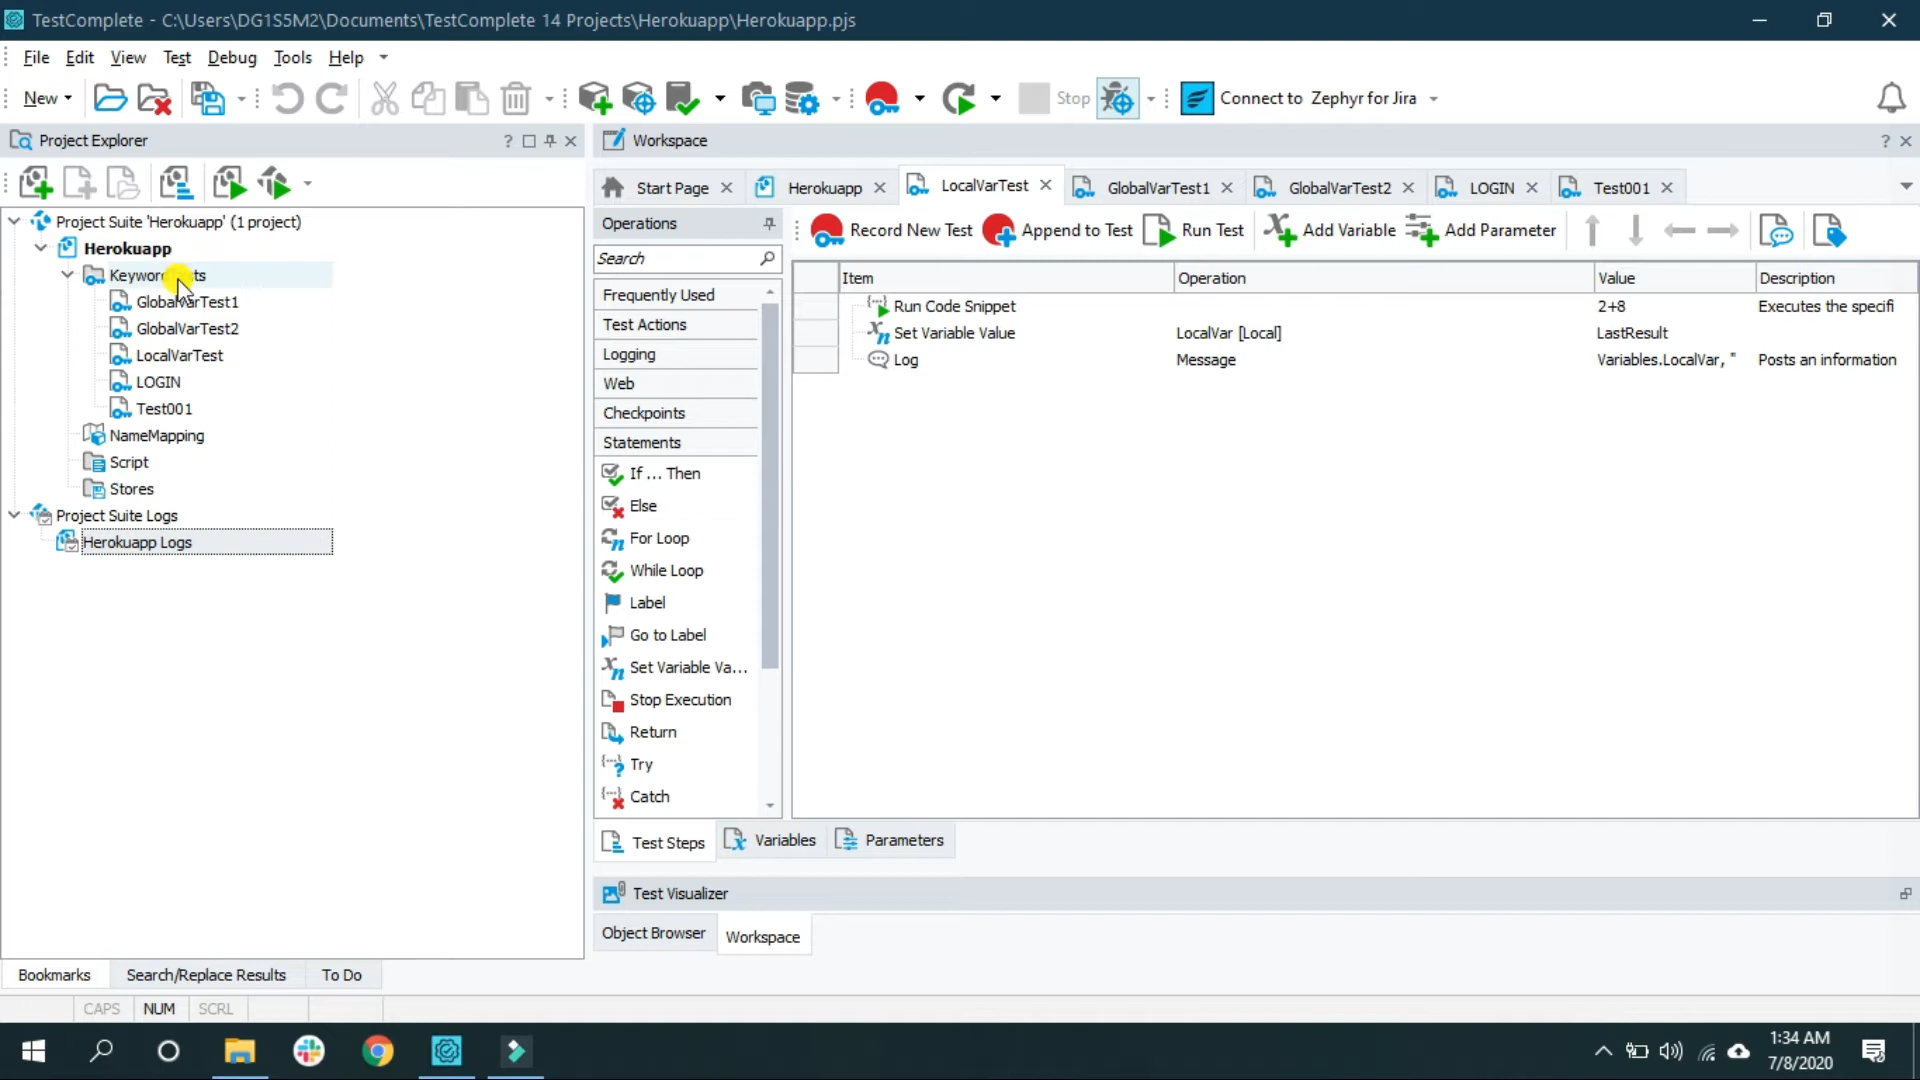 TestComplete - C:\Users\DG1S5M2\Documents\TestComplete 14 Projects\Herokuapp\Herokuapp.pjs
File Edit View Test Debug Tools Help
New Stop Connect to Zephyr for Jira
Project Explorer ?
Workspace ?
Start Page Herokuapp LocalVarTest GlobalVarTest1 GlobalVarTest2 LOGIN Test001
Project Suite 'Herokuapp' (1 project)
Herokuapp
GlobalVarTest1
GlobalVarTest2
LocalVarTest
LOGIN
Test001
NameMapping
Script
Stores
Project Suite Logs
Herokuapp Logs
Operations
Search
Frequently Used
Test Actions
Logging
Web
Checkpoints
Statements
If ... Then
Else
For Loop
While Loop
Label
Go to Label
Set Variable Va...
Stop Execution
Return
Try
Catch
Record New Test Append to Test Run Test Add Variable Add Parameter
Item Operation Value Description
Run Code Snippet 2+8 Executes the specifi
Set Variable Value LocalVar [Local] LastResult
Log Message Variables.LocalVar, " Posts an information
Test Steps Variables Parameters
Test Visualizer
Object Browser Workspace
Bookmarks Search/Replace Results To Do
CAPS NUM SCRL
1:34 AM
7/8/2020